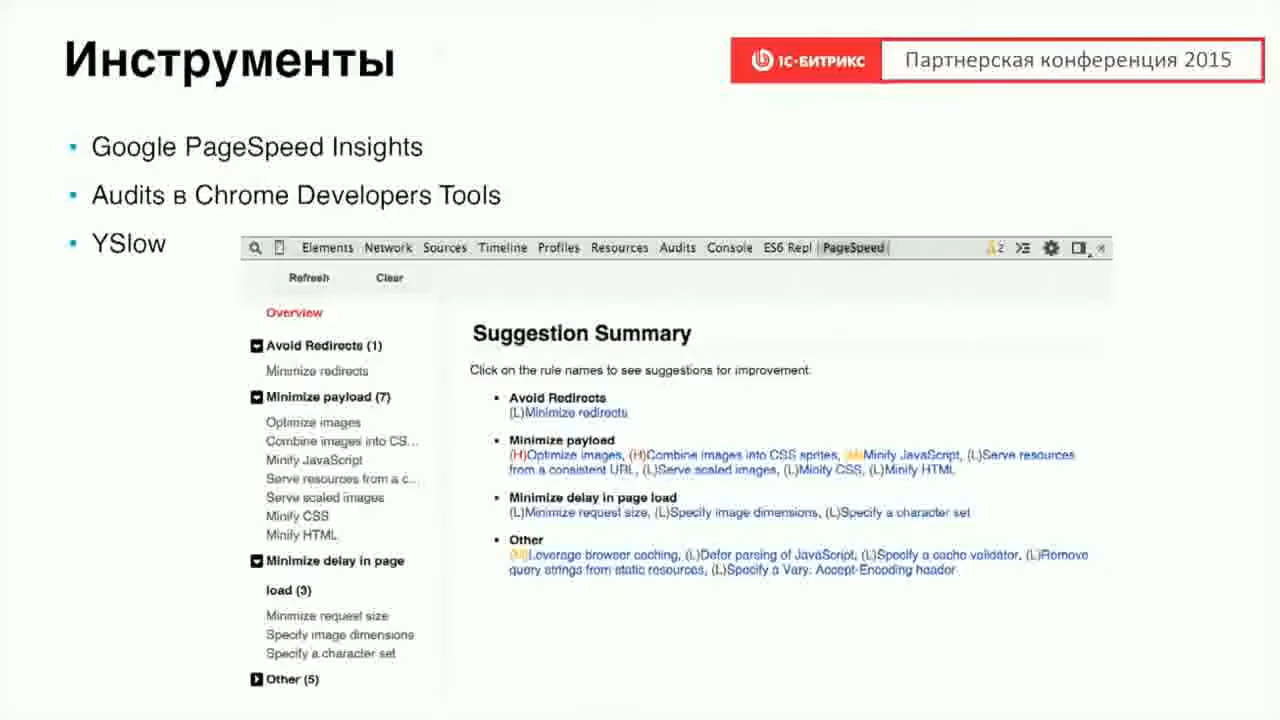 Инструменты
1С-БИТРИКС
Партнерская конференция 2015
Google PageSpeed Insights
Audits в Chrome Developers Tools
YSlow
Elements Network Sources Timeline Profiles Resources Audits Console ES6 Repl PageSpeed 2
Refresh Clear
Overview
Avoid Redirects (1)
Minimize redirects
Minimize payload (7)
Optimize images
Combine images into CS...
Minify JavaScript
Serve resources from a c...
Serve scaled images
Minify CSS
Minify HTML
Minimize delay in page
load (3)
Minimize request size
Specify image dimensions
Specify a character set
Other (5)
Suggestion Summary
Click on the rule names to see suggestions for improvement.
Avoid Redirects
(L)Minimize redirects
Minimize payload
(H)Optimize images, (H)Combine images into CSS sprites, (M)Minify JavaScript, (L)Serve resources
from a consistent URL, (L)Serve scaled images, (L)Minify CSS, (L)Minify HTML
Minimize delay in page load
(L)Minimize request size, (L)Specify image dimensions, (L)Specify a character set
Other
(M)Leverage browser caching, (L)Defer parsing of JavaScript, (L)Specify a cache validator, (L)Remove
query strings from static resources, (L)Specify a Vary: Accept-Encoding header